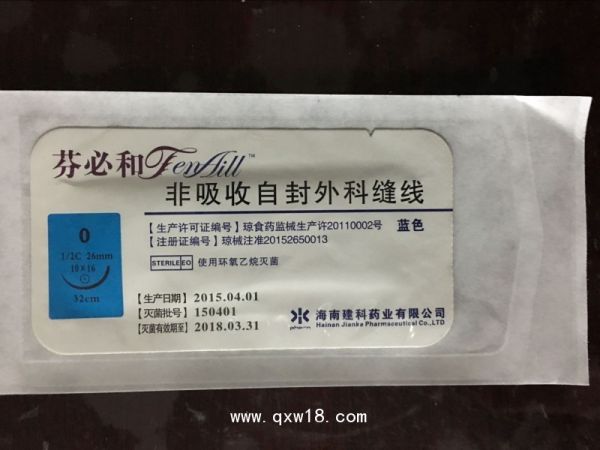 芬必和FenHill™
非吸收自封外科缝线
【生产许可证编号】琼食药监械生产许20110002号 蓝色
【注册证编号】琼械注准20152650013
STERILE EO 使用环氧乙烷灭菌
0
1/2C 26mm
10×16
32cm
【生产日期】2015.04.01
【灭菌批号】150401
【灭菌有效期至】2018.03.31
pharma 海南建科药业有限公司
Hainan Jianke Pharmaceutical Co.,LTD
www.qxw18.com